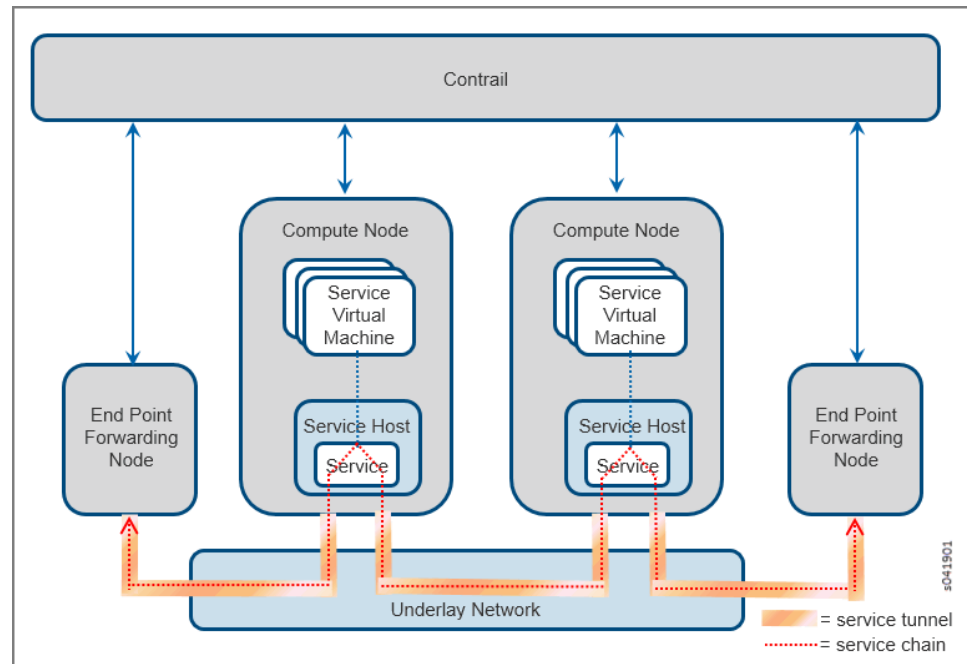 Contrail
Compute Node
Service
Virtual
Machine
Service Host
Service
Compute Node
Service
Virtual
Machine
Service Host
Service
End Point
Forwarding
Node
End Point
Forwarding
Node
Underlay Network
s041901
= service tunnel
= service chain